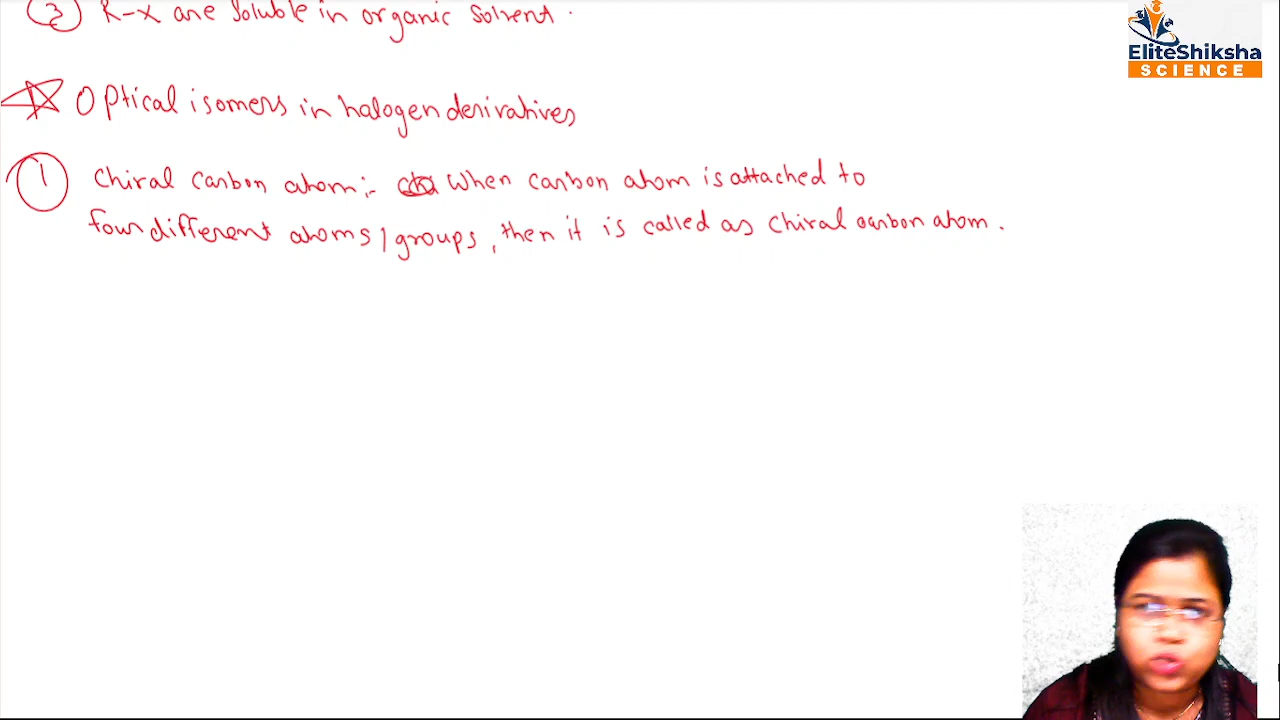 3 R-X are soluble in organic solvent.
EliteShiksha
SCIENCE
Optical isomers in halogen derivatives
1 Chiral carbon atom:- When carbon atom is attached to
four different atoms / groups, then it is called as chiral carbon atom.